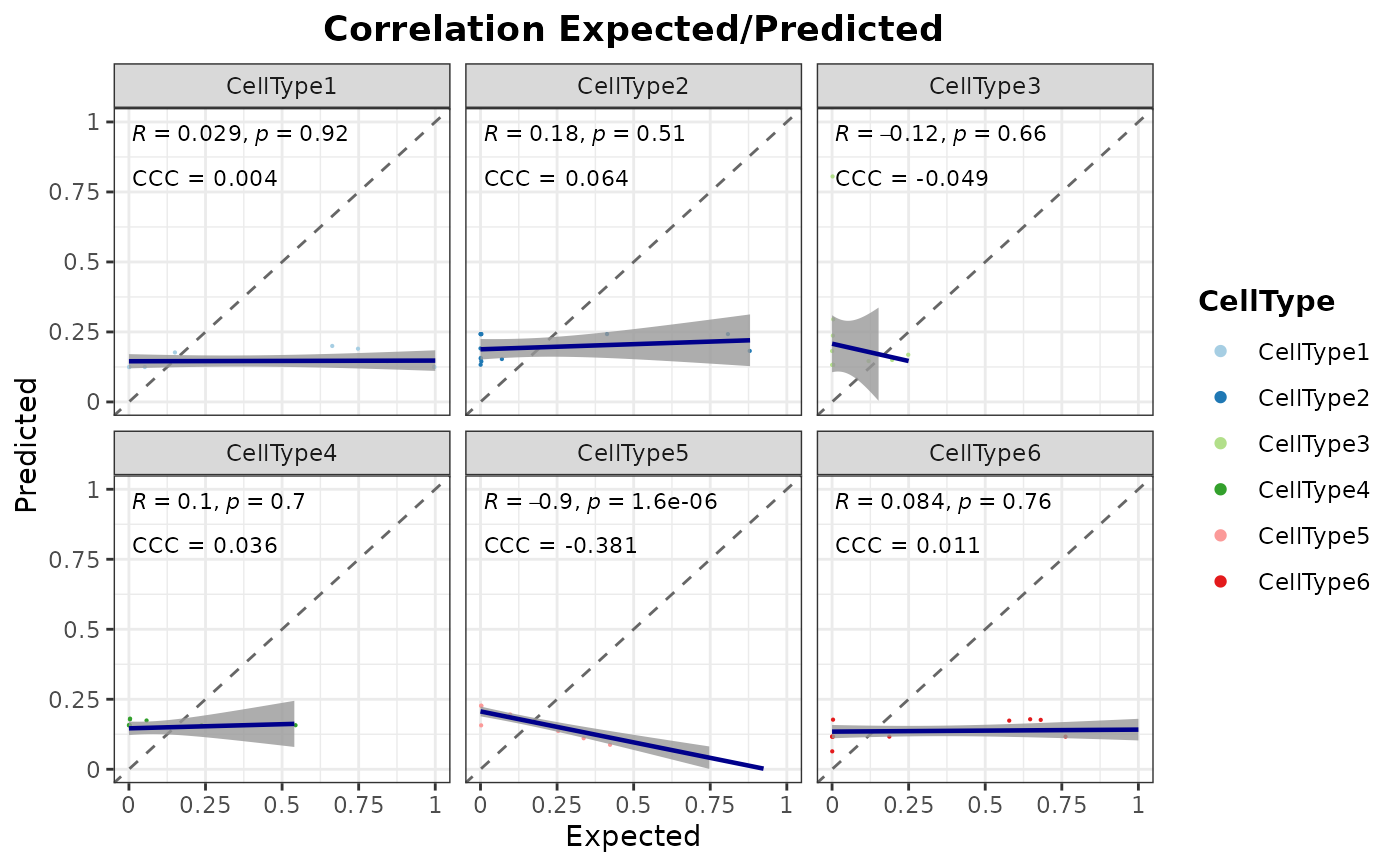 Correlation Expected/Predicted
CellType1
CellType2
CellType3
R = 0.029, p = 0.92
CCC = 0.004
R = 0.18, p = 0.51
CCC = 0.064
R = –0.12, p = 0.66
CCC = -0.049
1
0.75
0.5
0.25
0
CellType4
CellType5
CellType6
R = 0.1, p = 0.7
CCC = 0.036
R = –0.9, p = 1.6e-06
CCC = -0.381
R = 0.084, p = 0.76
CCC = 0.011
1
0.75
0.5
0.25
0
0 0.25 0.5 0.75 1
0 0.25 0.5 0.75 1
0 0.25 0.5 0.75 1
Expected
Predicted
CellType
CellType1
CellType2
CellType3
CellType4
CellType5
CellType6